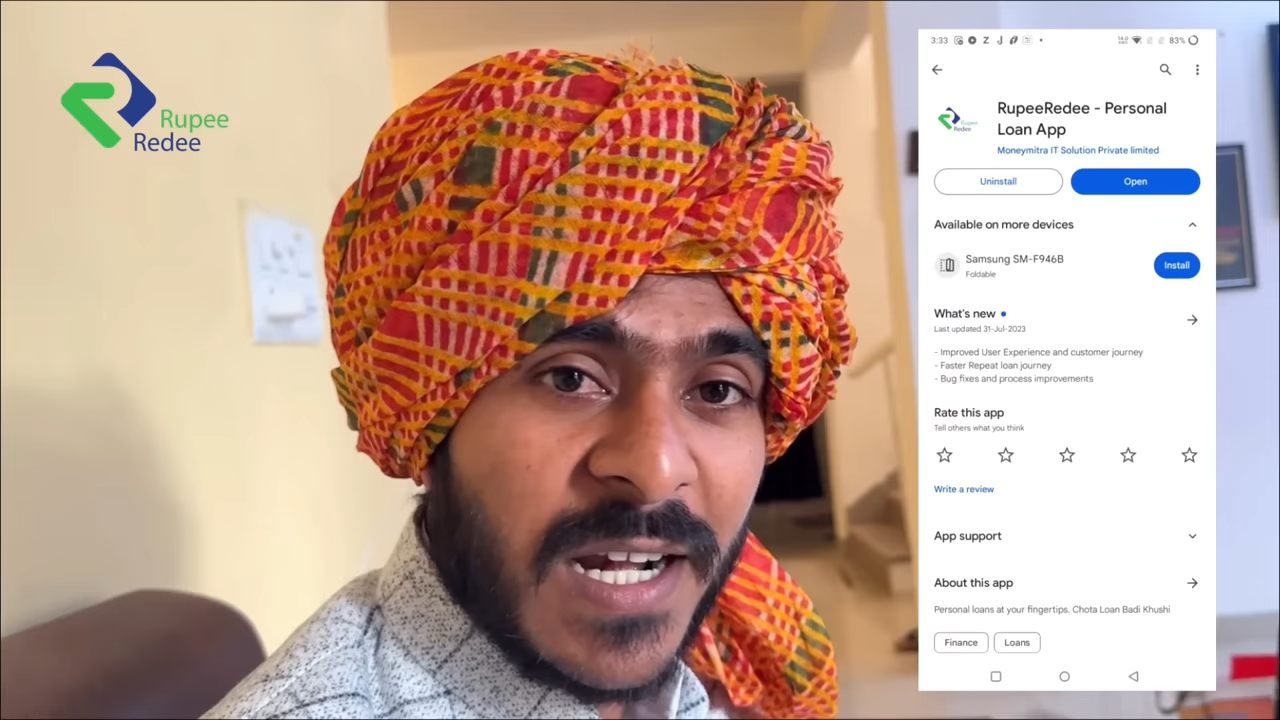 Rupee
Redee
3:33
83%
Rupee
Redee
RupeeRedee - Personal
Loan App
Moneymitra IT Solution Private limited
Uninstall
Open
Available on more devices
Samsung SM-F946B
Foldable
Install
What's new
Last updated 31-Jul-2023
- Improved User Experience and customer journey
- Faster Repeat loan journey
- Bug fixes and process improvements
Rate this app
Tell others what you think
Write a review
App support
About this app
Personal loans at your fingertips. Chota Loan Badi Khushi
Finance
Loans